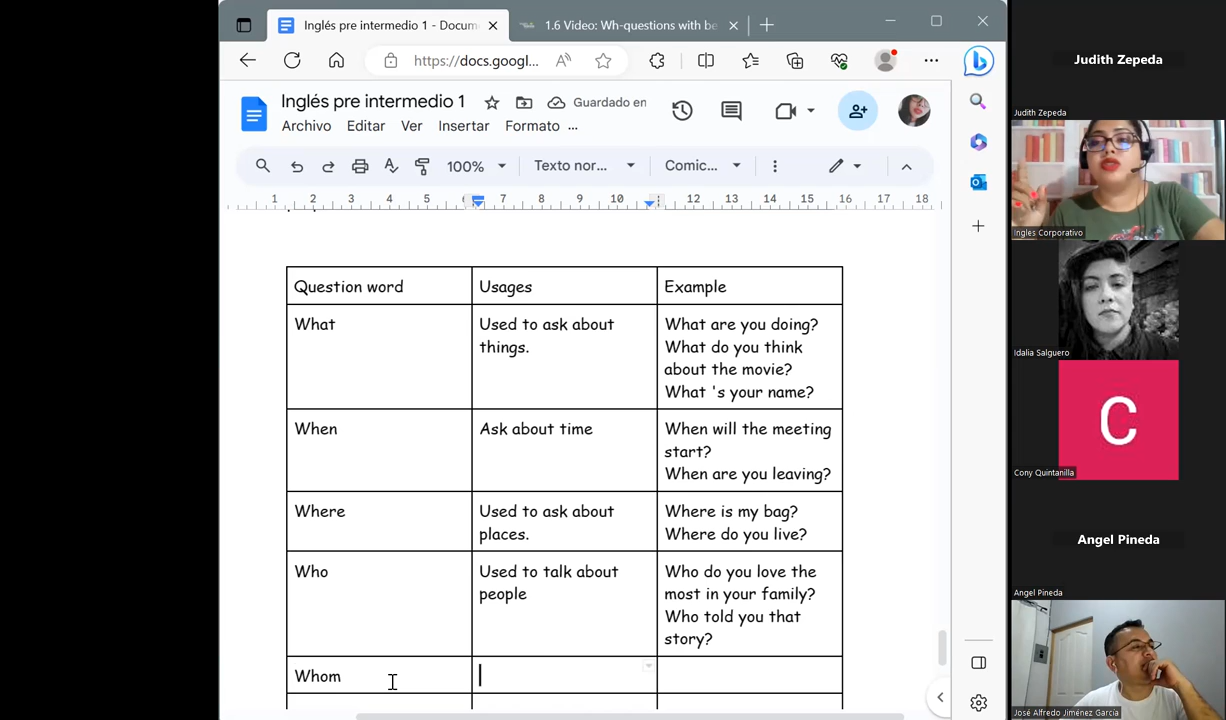 Inglés pre intermedio 1 - Docum
1.6 Video: Wh-questions with be
https://docs.googl...
Inglés pre intermedio 1
Guardado en
Archivo Editar Ver Insertar Formato ...
100% Texto nor... Comic...
1 2 3 4 5 6 7 8 9 10 12 13 14 15 16 17 18
Question word Usages Example
What Used to ask about What are you doing?
things. What do you think
about the movie?
What 's your name?
When Ask about time When will the meeting
start?
When are you leaving?
Where Used to ask about Where is my bag?
places. Where do you live?
Who Used to talk about Who do you love the
people most in your family?
Who told you that
story?
Whom
Judith Zepeda
Judith Zepeda
Inglés Corporativo
Idalia Salguero
C
Cony Quintanilla
Angel Pineda
Angel Pineda
José Alfredo Jiménez García